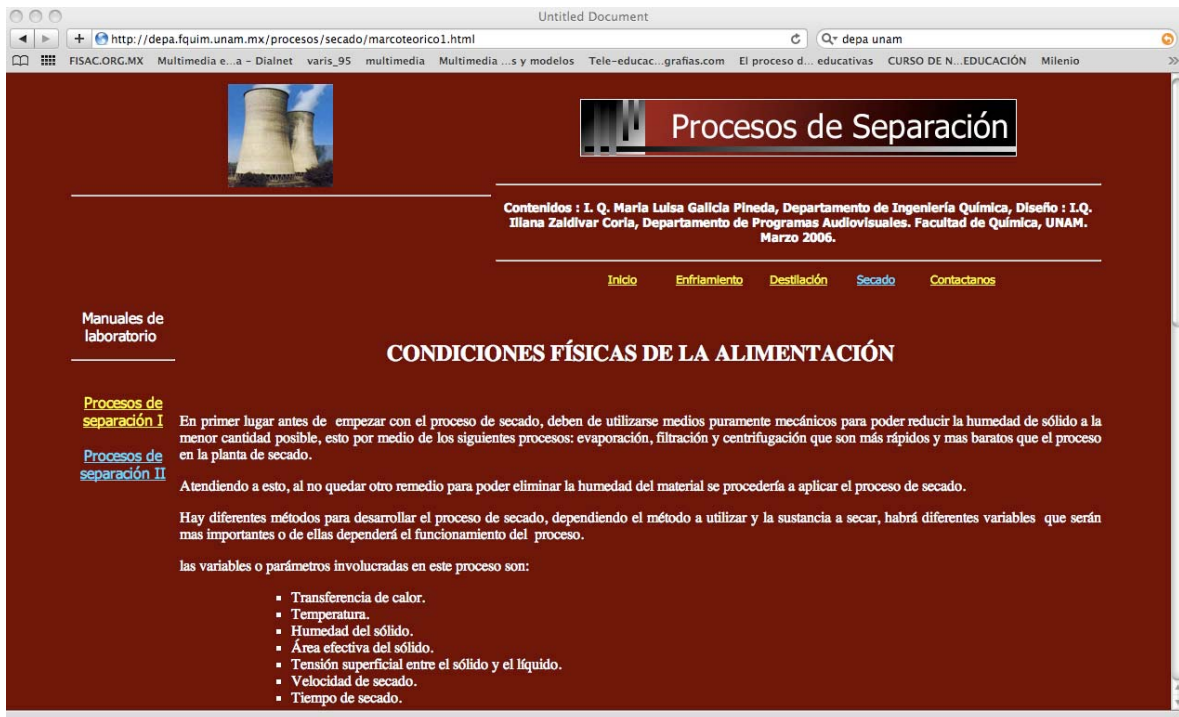 Untitled Document
http://depa.fquim.unam.mx/procesos/secado/marcoteorico1.html
depa unam
FISAC.ORG.MX Multimedia e...a – Dialnet varis_95 multimedia Multimedia ...s y modelos Tele-educac...grafias.com El proceso d... educativas CURSO DE N...EDUCACIÓN Milenio
Procesos de Separación
Contenidos : I. Q. Maria Luisa Galicia Pineda, Departamento de Ingeniería Química, Diseño : I.Q.
Iliana Zaldivar Coria, Departamento de Programas Audiovisuales. Facultad de Química, UNAM.
Marzo 2006.
Inicio Enfriamiento Destilación Secado Contactanos
Manuales de
laboratorio
Procesos de
separación I
Procesos de
separación II
CONDICIONES FÍSICAS DE LA ALIMENTACIÓN
En primer lugar antes de empezar con el proceso de secado, deben de utilizarse medios puramente mecánicos para poder reducir la humedad de sólido a la
menor cantidad posible, esto por medio de los siguientes procesos: evaporación, filtración y centrifugación que son más rápidos y mas baratos que el proceso
en la planta de secado.
Atendiendo a esto, al no quedar otro remedio para poder eliminar la humedad del material se procedería a aplicar el proceso de secado.
Hay diferentes métodos para desarrollar el proceso de secado, dependiendo el método a utilizar y la sustancia a secar, habrá diferentes variables que serán
mas importantes o de ellas dependerá el funcionamiento del proceso.
las variables o parámetros involucradas en este proceso son:
▪ Transferencia de calor.
▪ Temperatura.
▪ Humedad del sólido.
▪ Área efectiva del sólido.
▪ Tensión superficial entre el sólido y el líquido.
▪ Velocidad de secado.
▪ Tiempo de secado.